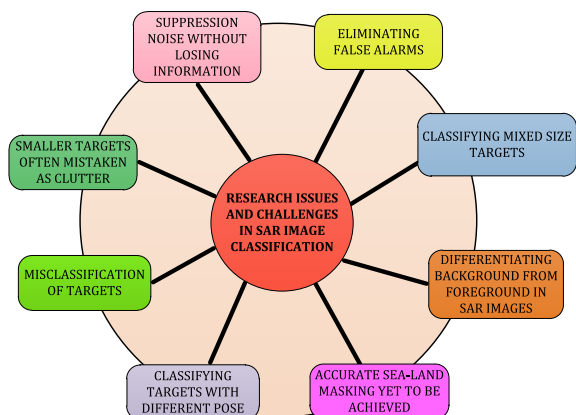 SUPPRESSION
NOISE WITHOUT
LOSING
INFORMATION
ELIMINATING
FALSE ALARMS
SMALLER TARGETS
OFTEN MISTAKEN
AS CLUTTER
CLASSIFYING MIXED SIZE
TARGETS
RESEARCH ISSUES
AND CHALLENGES
IN SAR IMAGE
CLASSIFICATION
MISCLASSIFICATION
OF TARGETS
DIFFERENTIATING
BACKGROUND FROM
FOREGROUND IN
SAR IMAGES
CLASSIFYING
TARGETS WITH
DIFFERENT POSE
ACCURATE SEA-LAND
MASKING YET TO BE
ACHIEVED